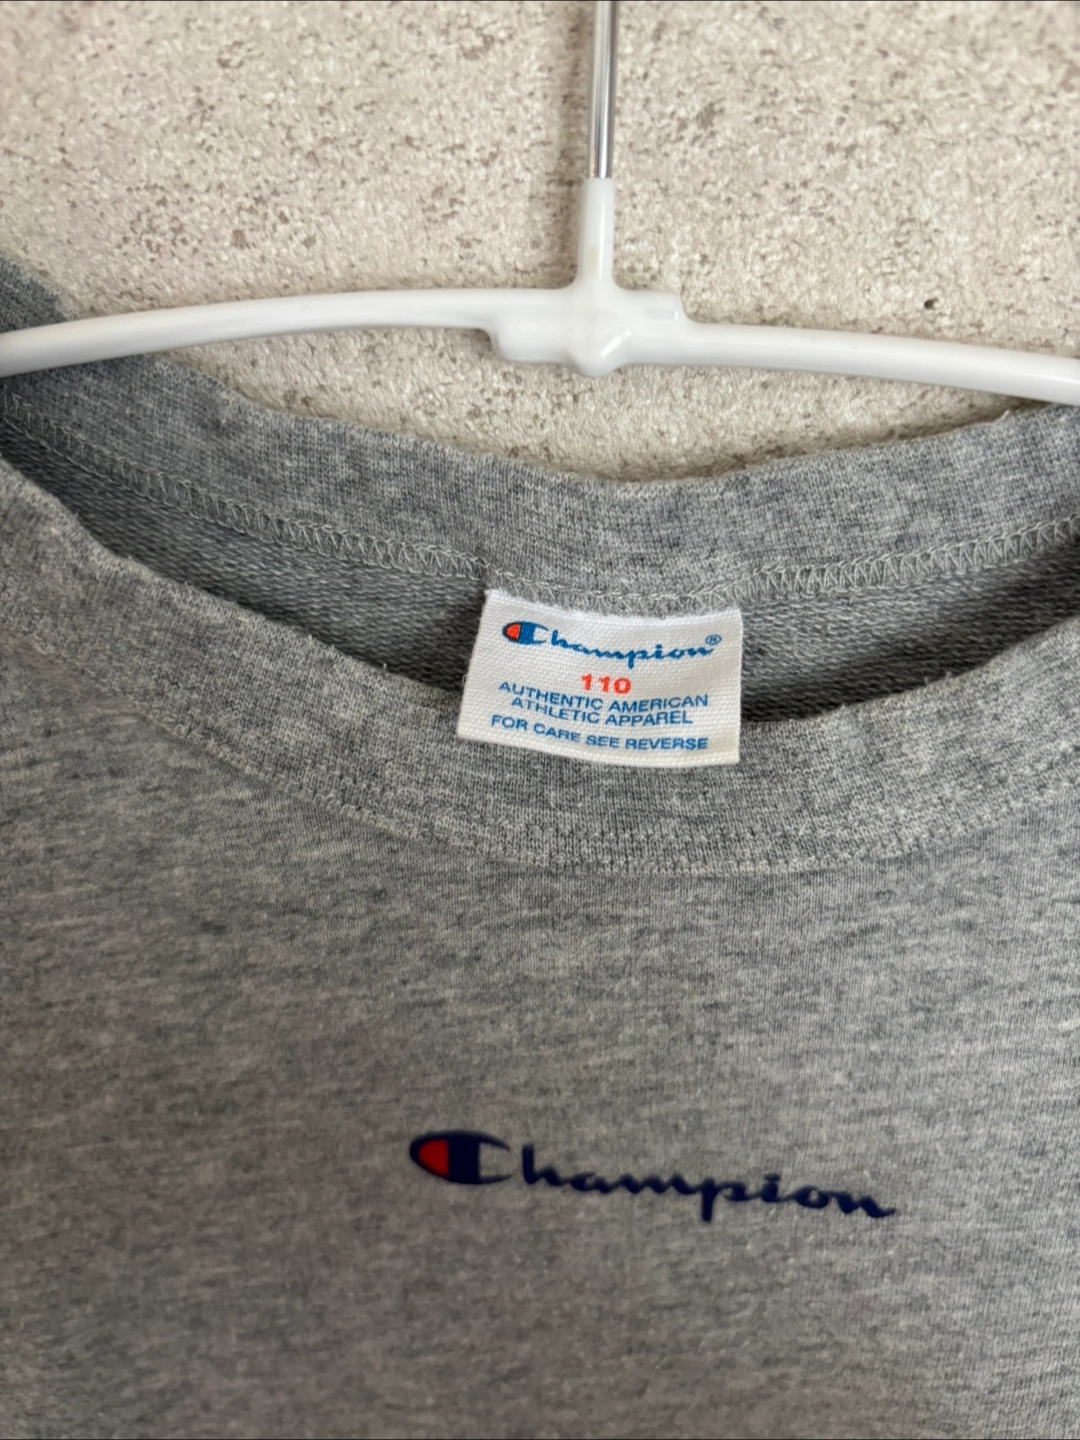 Champion®
110
AUTHENTIC AMERICAN
ATHLETIC APPAREL
FOR CARE SEE REVERSE
Champion